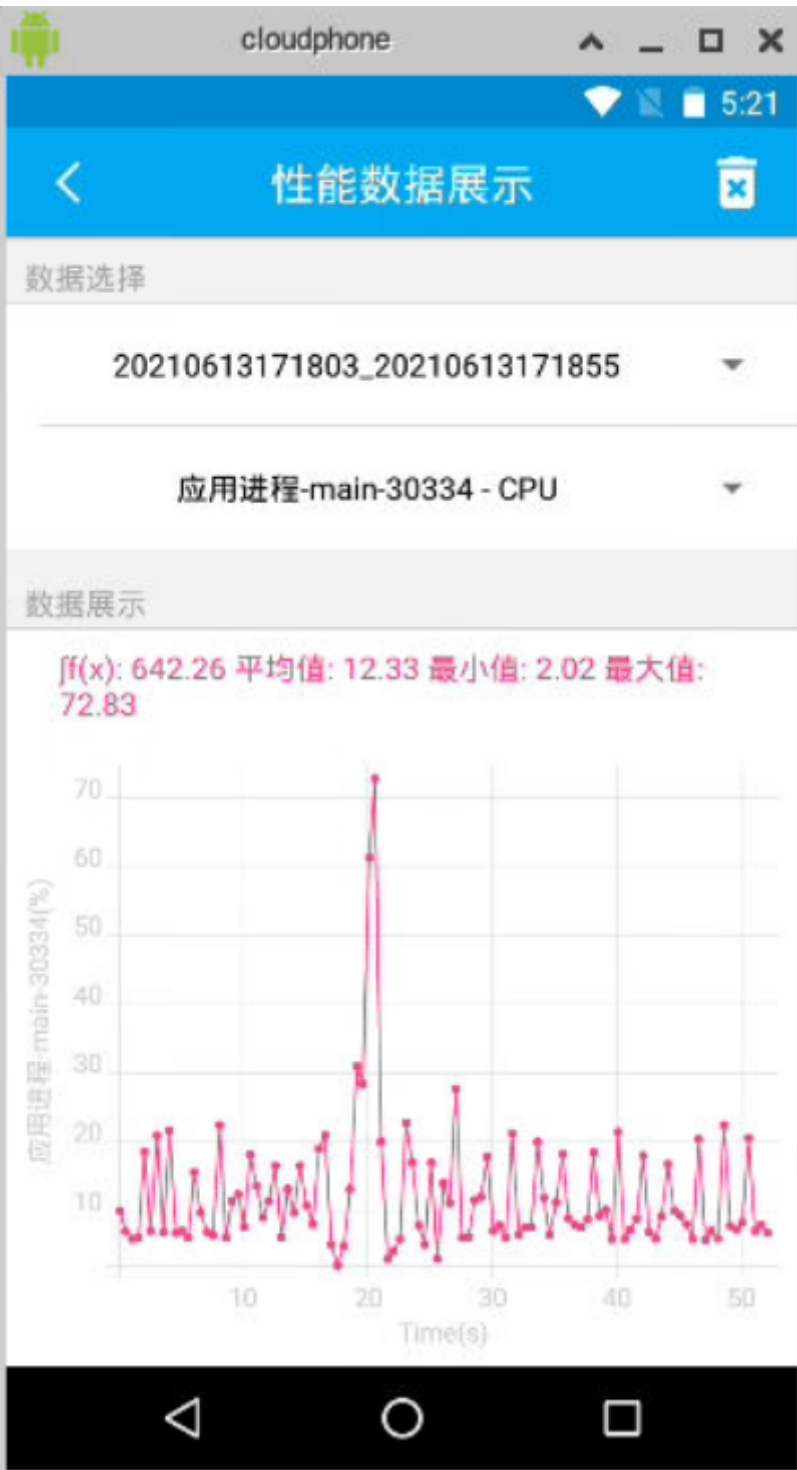 cloudphone
5:21
性能数据展示
数据选择
20210613171803_20210613171855
应用进程-main-30334 - CPU
数据展示
∫f(x): 642.26 平均值: 12.33 最小值: 2.02 最大值:
72.83
70
60
50
40
30
20
10
应用进程-main-30334(%)
10 20 30 40 50
Time(s)